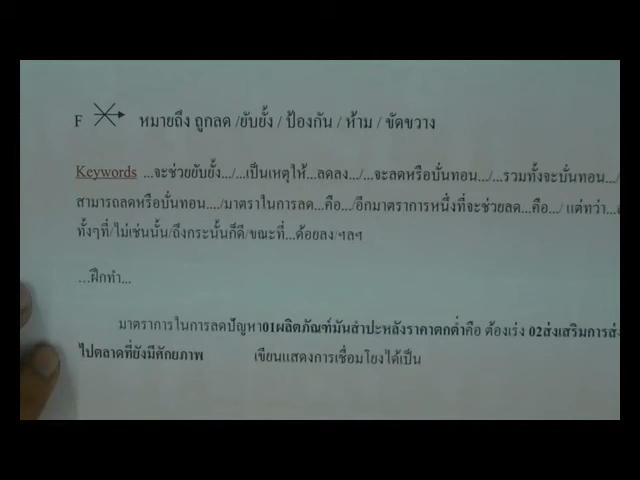 F หมายถึง ถูกลด /ยับยั้ง / ป้องกัน / ห้าม / ขัดขวาง
Keywords ...จะช่วยยับยั้ง.../...เป็นเหตุให้...ลดลง.../...จะลดหรือบั่นทอน.../...รวมทั้งจะบั่นทอน.../
สามารถลดหรือบั่นทอน..../มาตราในการลด...คือ.../อีกมาตราการหนึ่งที่จะช่วยลด...คือ.../ แต่ทว่า...
ทั้งๆที่/ไม่เช่นนั้น/ถึงกระนั้นก็ดี/ขณะที่...ด้อยลง/ฯลฯ
...ฝึกทำ...
มาตราการในการลดปัญหา01ผลิตภัณฑ์มันสำปะหลังราคาตกต่ำคือ ต้องเร่ง 02ส่งเสริมการส่ง
ไปตลาดที่ยังมีศักยภาพ เขียนแสดงการเชื่อมโยงได้เป็น